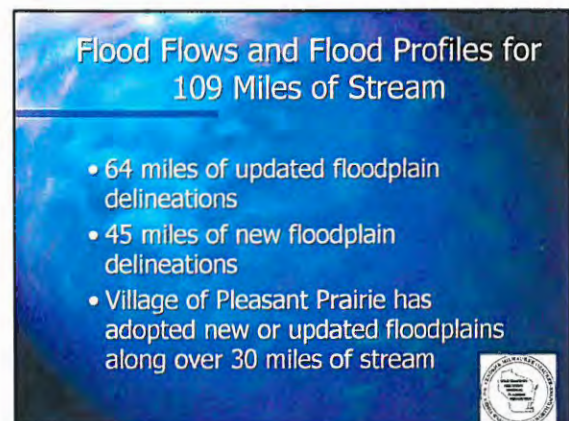 Flood Flows and Flood Profiles for
109 Miles of Stream
• 64 miles of updated floodplain
delineations
• 45 miles of new floodplain
delineations
• Village of Pleasant Prairie has
adopted new or updated floodplains
along over 30 miles of stream